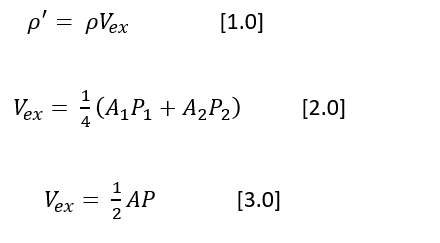 ρ′ = ρV_ex [1.0]
V_ex = 1/4 (A₁P₁ + A₂P₂) [2.0]
V_ex = 1/2 AP [3.0]